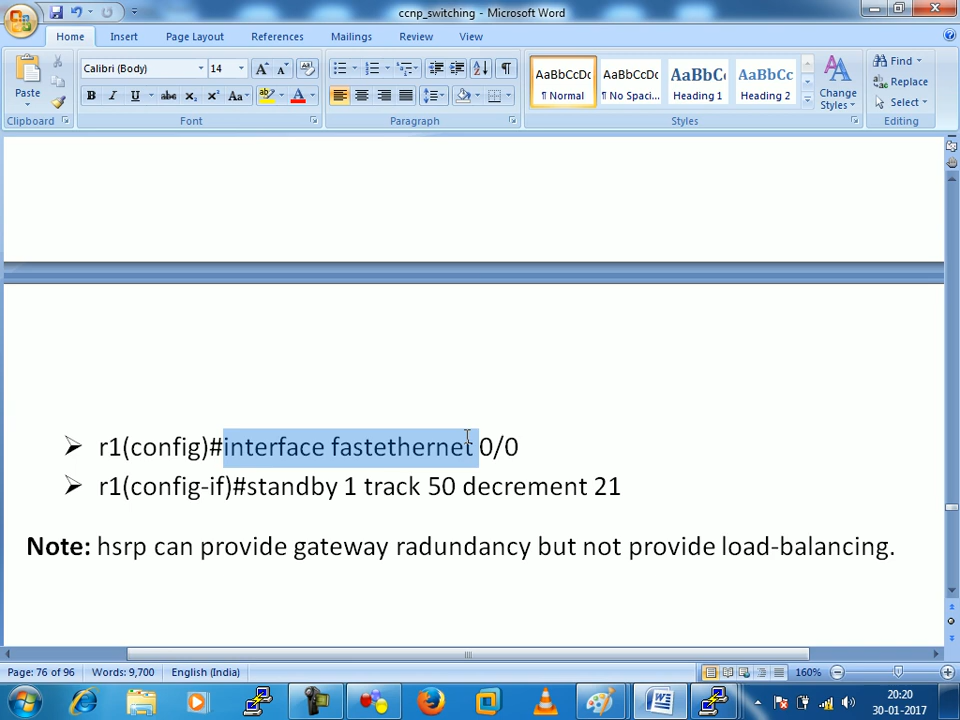 ccnp_switching - Microsoft Word
Home Insert Page Layout References Mailings Review View
Paste
Calibri (Body) 14
Find
Replace
Select
AaBbCcDc AaBbCcDc AaBbC AaBbCc
¶ Normal ¶ No Spaci... Heading 1 Heading 2
Change Styles
Clipboard Font Paragraph Styles Editing
➢ r1(config)#interface fastethernet 0/0
➢ r1(config-if)#standby 1 track 50 decrement 21
Note: hsrp can provide gateway radundancy but not provide load-balancing.
Page: 76 of 96 Words: 9,700 English (India) 160%
20:20
30-01-2017